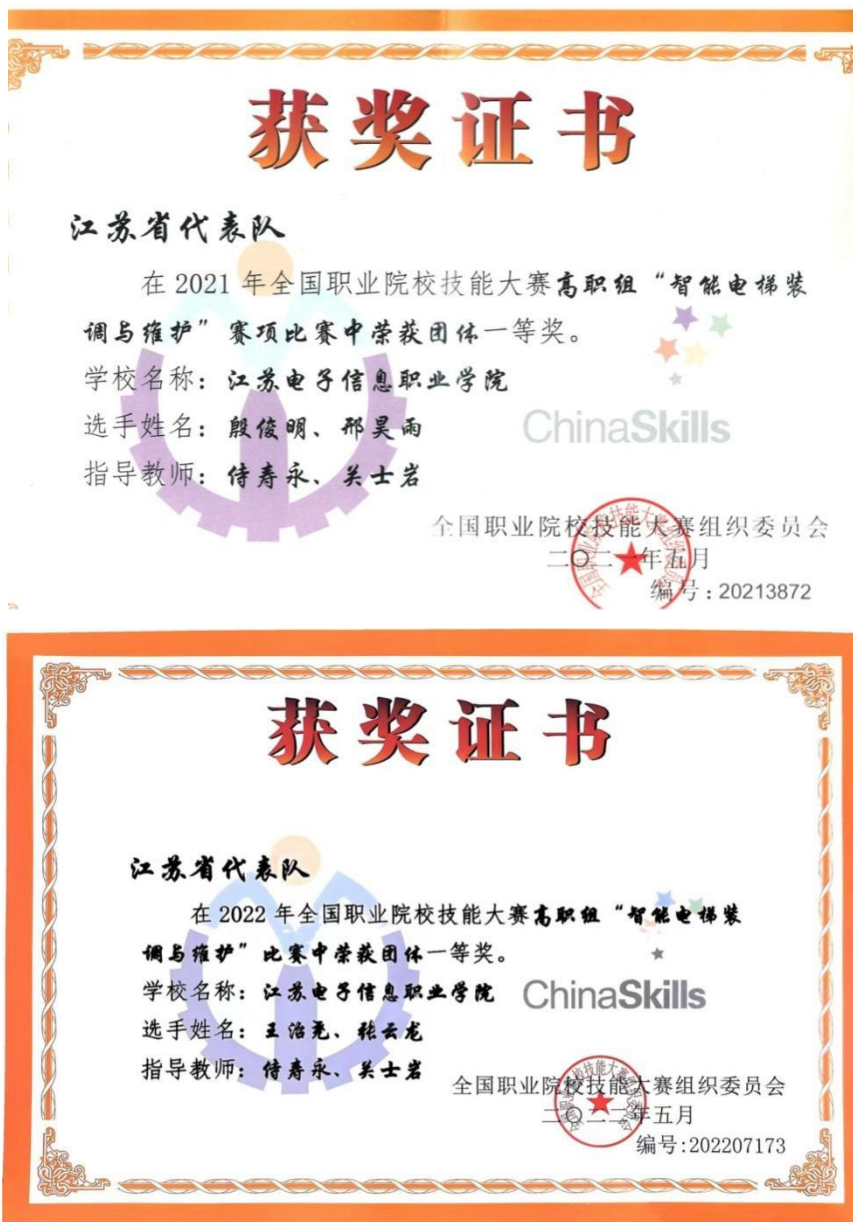 获奖证书
江苏省代表队
在 2021 年全国职业院校技能大赛高职组“智能电梯装
调与维护”赛项比赛中荣获团体一等奖。
学校名称：江苏电子信息职业学院
选手姓名：殷俊明、邢昊雨
指导教师：侍寿永、关士岩
ChinaSkills
全国职业院校技能大赛组织委员会
二〇二一年五月
编号：20213872
获奖证书
江苏省代表队
在 2022 年全国职业院校技能大赛高职组“智能电梯装
调与维护”比赛中荣获团体一等奖。
学校名称：江苏电子信息职业学院
选手姓名：王治尧、张云龙
指导教师：侍寿永、关士岩
ChinaSkills
全国职业院校技能大赛组织委员会
二〇二二年五月
编号:202207173